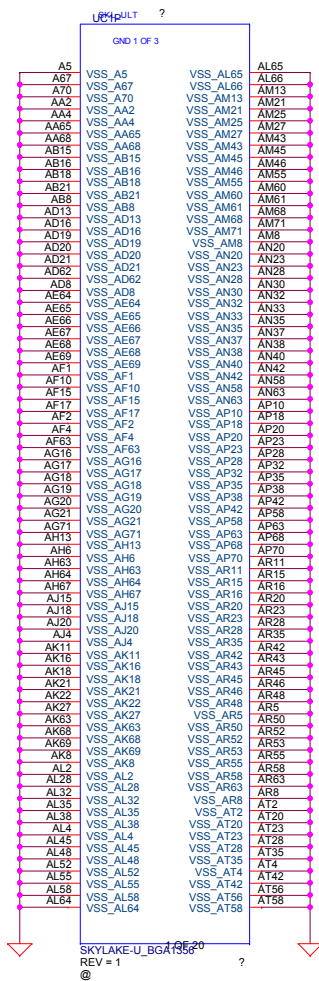 SKL_ULT
?
UC1P
GND 1 OF 3
A5 VSS_A5 VSS_AL65 AL65
A67 VSS_A67 VSS_AL66 AL66
A70 VSS_A70 VSS_AM13 AM13
AA2 VSS_AA2 VSS_AM21 AM21
AA4 VSS_AA4 VSS_AM25 AM25
AA65 VSS_AA65 VSS_AM27 AM27
AA68 VSS_AA68 VSS_AM43 AM43
AB15 VSS_AB15 VSS_AM45 AM45
AB16 VSS_AB16 VSS_AM46 AM46
AB18 VSS_AB18 VSS_AM55 AM55
AB21 VSS_AB21 VSS_AM60 AM60
AB8 VSS_AB8 VSS_AM61 AM61
AD13 VSS_AD13 VSS_AM68 AM68
AD16 VSS_AD16 VSS_AM71 AM71
AD19 VSS_AD19 VSS_AM8 AM8
AD20 VSS_AD20 VSS_AN20 AN20
AD21 VSS_AD21 VSS_AN23 AN23
AD62 VSS_AD62 VSS_AN28 AN28
AD8 VSS_AD8 VSS_AN30 AN30
AE64 VSS_AE64 VSS_AN32 AN32
AE65 VSS_AE65 VSS_AN33 AN33
AE66 VSS_AE66 VSS_AN35 AN35
AE67 VSS_AE67 VSS_AN37 AN37
AE68 VSS_AE68 VSS_AN38 AN38
AE69 VSS_AE69 VSS_AN40 AN40
AF1 VSS_AF1 VSS_AN42 AN42
AF10 VSS_AF10 VSS_AN58 AN58
AF15 VSS_AF15 VSS_AN63 AN63
AF17 VSS_AF17 VSS_AP10 AP10
AF2 VSS_AF2 VSS_AP18 AP18
AF4 VSS_AF4 VSS_AP20 AP20
AF63 VSS_AF63 VSS_AP23 AP23
AG16 VSS_AG16 VSS_AP28 AP28
AG17 VSS_AG17 VSS_AP32 AP32
AG18 VSS_AG18 VSS_AP35 AP35
AG19 VSS_AG19 VSS_AP38 AP38
AG20 VSS_AG20 VSS_AP42 AP42
AG21 VSS_AG21 VSS_AP58 AP58
AG71 VSS_AG71 VSS_AP63 AP63
AH13 VSS_AH13 VSS_AP68 AP68
AH6 VSS_AH6 VSS_AP70 AP70
AH63 VSS_AH63 VSS_AR11 AR11
AH64 VSS_AH64 VSS_AR15 AR15
AH67 VSS_AH67 VSS_AR16 AR16
AJ15 VSS_AJ15 VSS_AR20 AR20
AJ18 VSS_AJ18 VSS_AR23 AR23
AJ20 VSS_AJ20 VSS_AR28 AR28
AJ4 VSS_AJ4 VSS_AR35 AR35
AK11 VSS_AK11 VSS_AR42 AR42
AK16 VSS_AK16 VSS_AR43 AR43
AK18 VSS_AK18 VSS_AR45 AR45
AK21 VSS_AK21 VSS_AR46 AR46
AK22 VSS_AK22 VSS_AR48 AR48
AK27 VSS_AK27 VSS_AR5 AR5
AK63 VSS_AK63 VSS_AR50 AR50
AK68 VSS_AK68 VSS_AR52 AR52
AK69 VSS_AK69 VSS_AR53 AR53
AK8 VSS_AK8 VSS_AR55 AR55
AL2 VSS_AL2 VSS_AR58 AR58
AL28 VSS_AL28 VSS_AR63 AR63
AL32 VSS_AL32 VSS_AR8 AR8
AL35 VSS_AL35 VSS_AT2 AT2
AL38 VSS_AL38 VSS_AT20 AT20
AL4 VSS_AL4 VSS_AT23 AT23
AL45 VSS_AL45 VSS_AT28 AT28
AL48 VSS_AL48 VSS_AT35 AT35
AL52 VSS_AL52 VSS_AT4 AT4
AL55 VSS_AL55 VSS_AT42 AT42
AL58 VSS_AL58 VSS_AT56 AT56
AL64 VSS_AL64 VSS_AT58 AT58
1 OF 20
SKYLAKE-U_BGA1356
REV = 1 ?
@